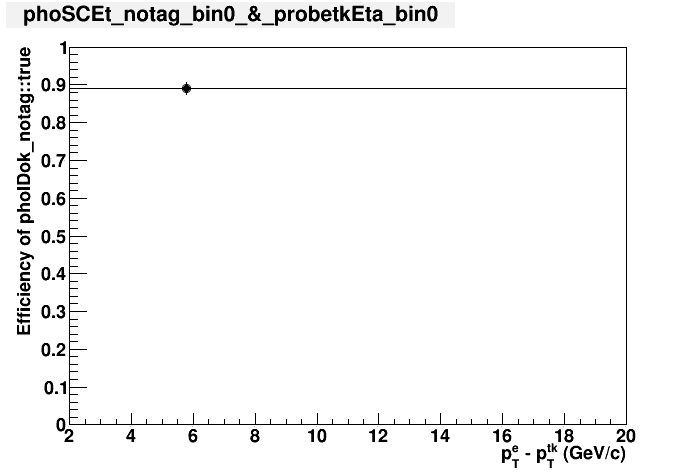 phoSCEt_notag_bin0_&_probetkEta_bin0
Efficiency of phoIDok_notag::true
1
0.9
0.8
0.7
0.6
0.5
0.4
0.3
0.2
0.1
0
2 4 6 8 10 12 14 16 18 20
p_T^e - p_T^tk (GeV/c)